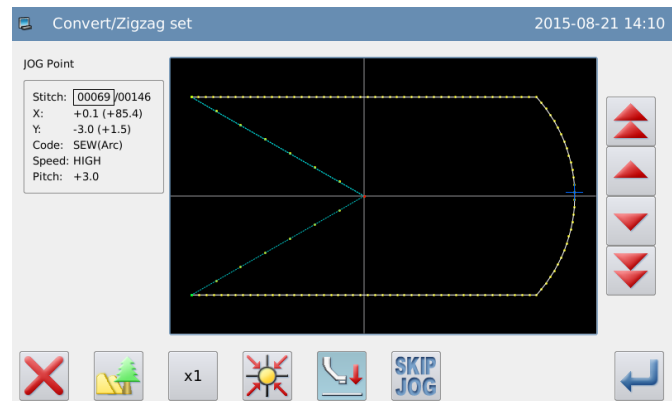 Convert/Zigzag set 2015-08-21 14:10
JOG Point
Stitch: 00069/00146
X: +0.1 (+85.4)
Y: -3.0 (+1.5)
Code: SEW(Arc)
Speed: HIGH
Pitch: +3.0
x1
SKIP
JOG